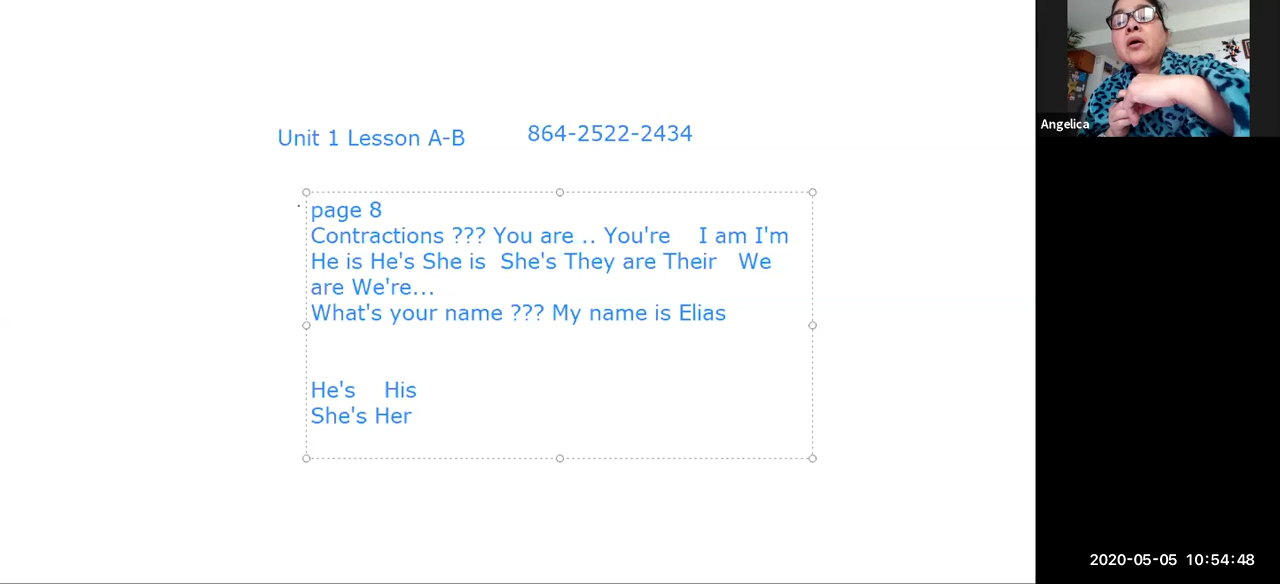 Unit 1 Lesson A-B 864-2522-2434
page 8
Contractions ??? You are .. You're I am I'm
He is He's She is She's They are Their We
are We're...
What's your name ??? My name is Elias
He's His
She's Her
Angelica
2020-05-05 10:54:48